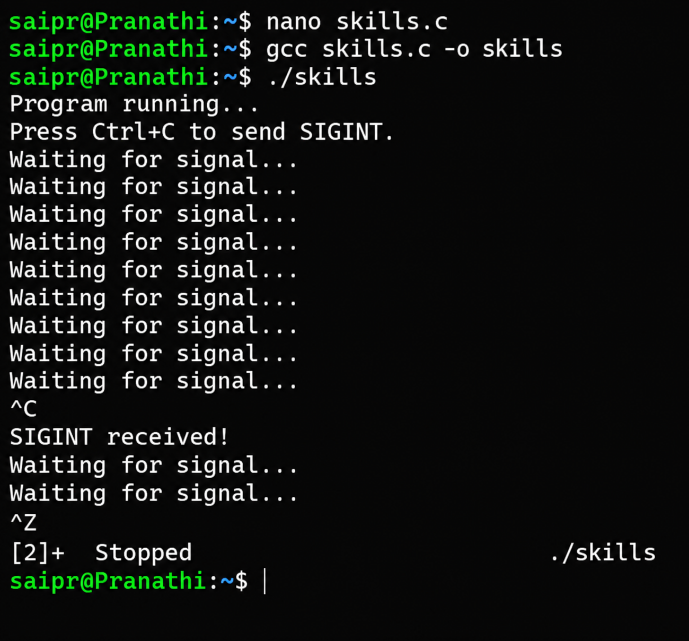 saipr@Pranathi:~$ nano skills.c
saipr@Pranathi:~$ gcc skills.c -o skills
saipr@Pranathi:~$ ./skills
Program running...
Press Ctrl+C to send SIGINT.
Waiting for signal...
Waiting for signal...
Waiting for signal...
Waiting for signal...
Waiting for signal...
Waiting for signal...
Waiting for signal...
Waiting for signal...
Waiting for signal...
^C
SIGINT received!
Waiting for signal...
Waiting for signal...
^Z
[2]+  Stopped                          ./skills
saipr@Pranathi:~$